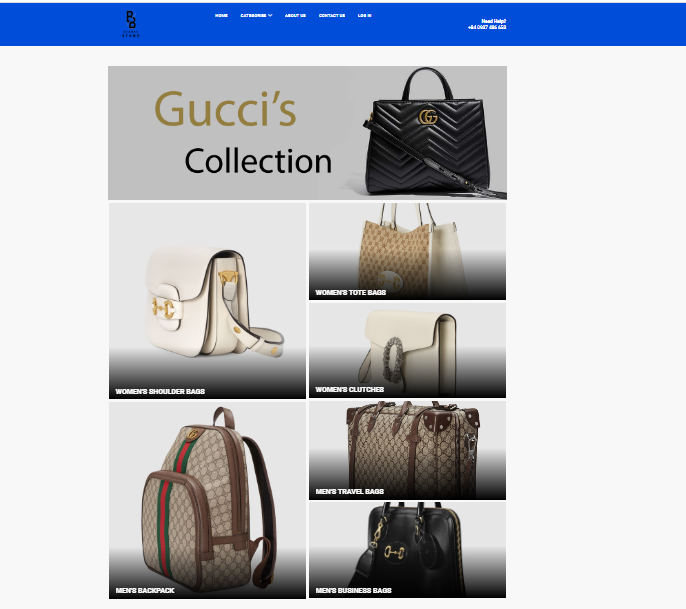 HOME CATEGORIES ABOUT US CONTACT US LOG IN
Need Help?
Gucci's
Collection
WOMEN'S TOTE BAGS
WOMEN'S SHOULDER BAGS
WOMEN'S CLUTCHES
MEN'S TRAVEL BAGS
MEN'S BACKPACK
MEN'S BUSINESS BAGS